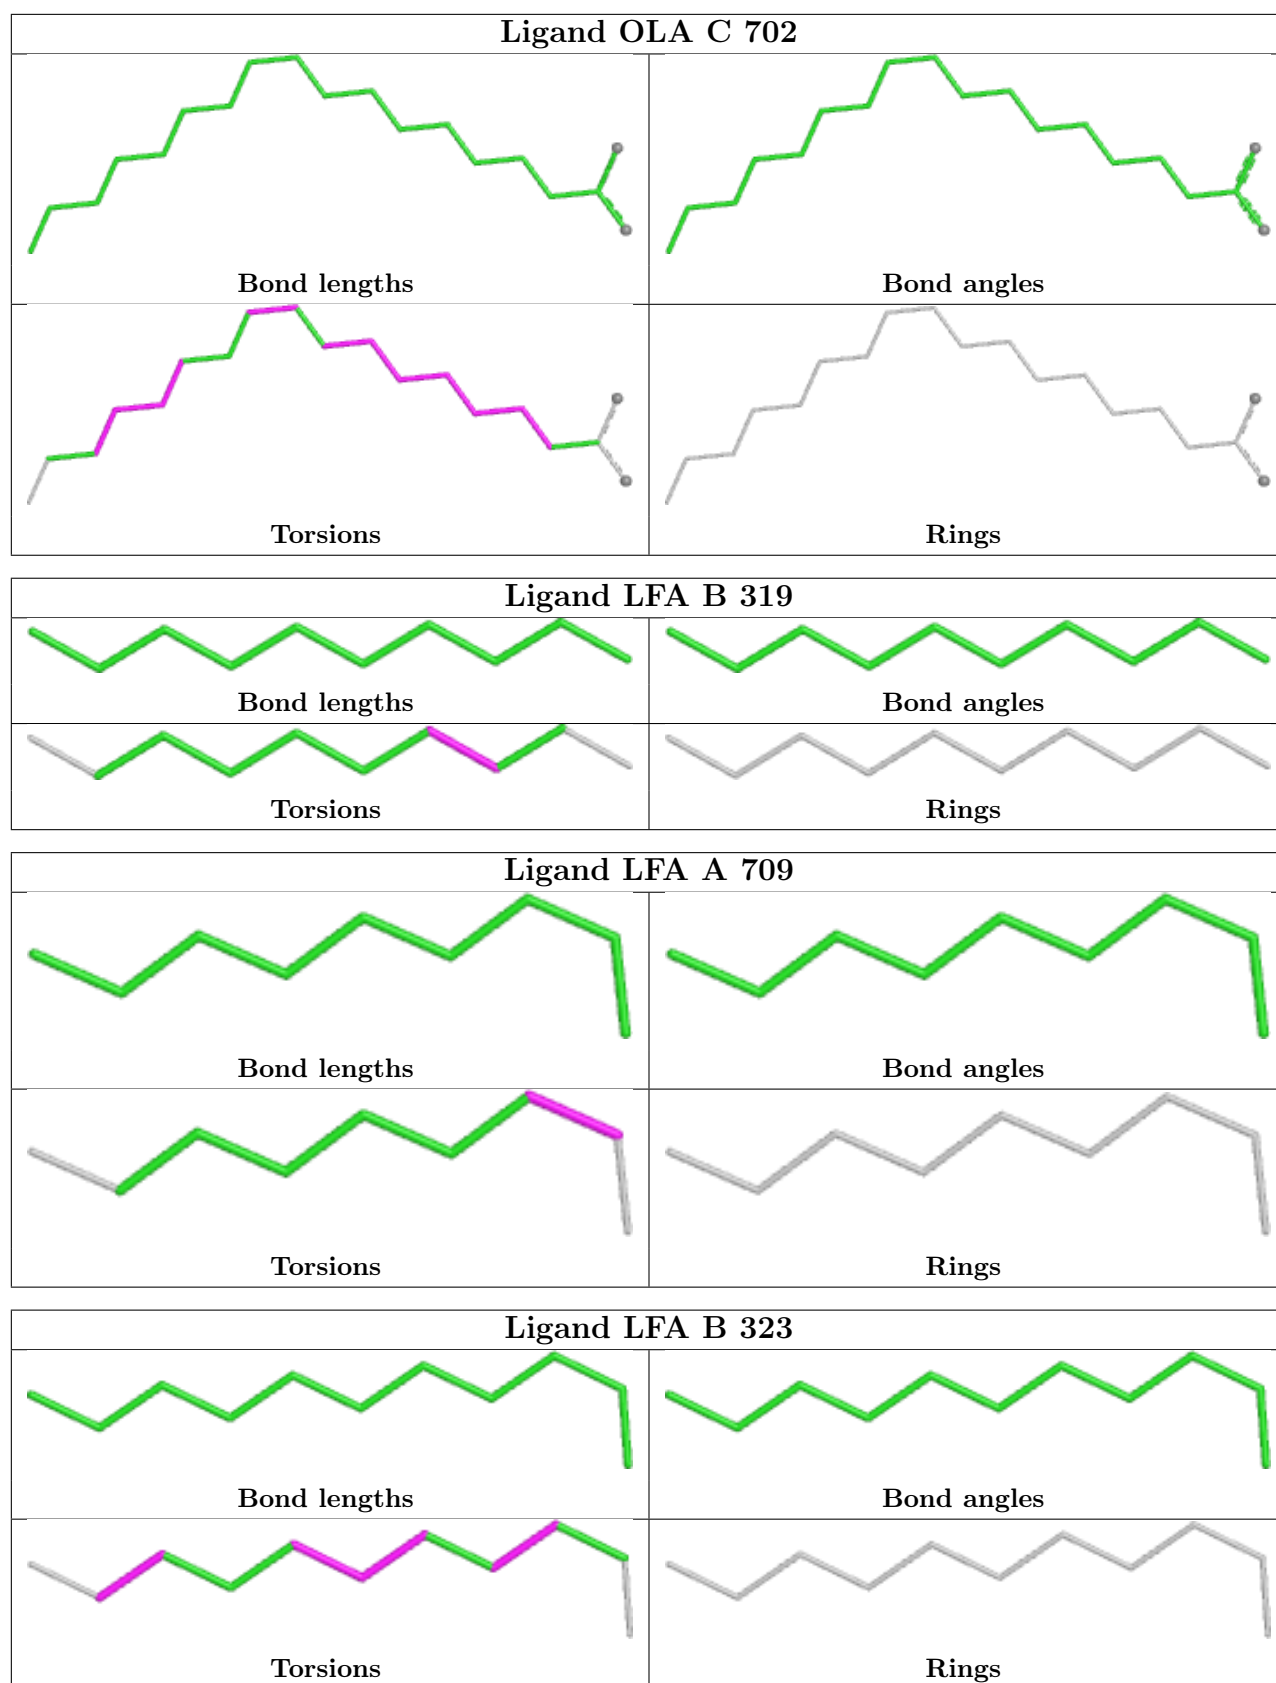 Ligand OLA C 702
Bond lengths
Bond angles
Torsions
Rings
Ligand LFA B 319
Bond lengths
Bond angles
Torsions
Rings
Ligand LFA A 709
Bond lengths
Bond angles
Torsions
Rings
Ligand LFA B 323
Bond lengths
Bond angles
Torsions
Rings